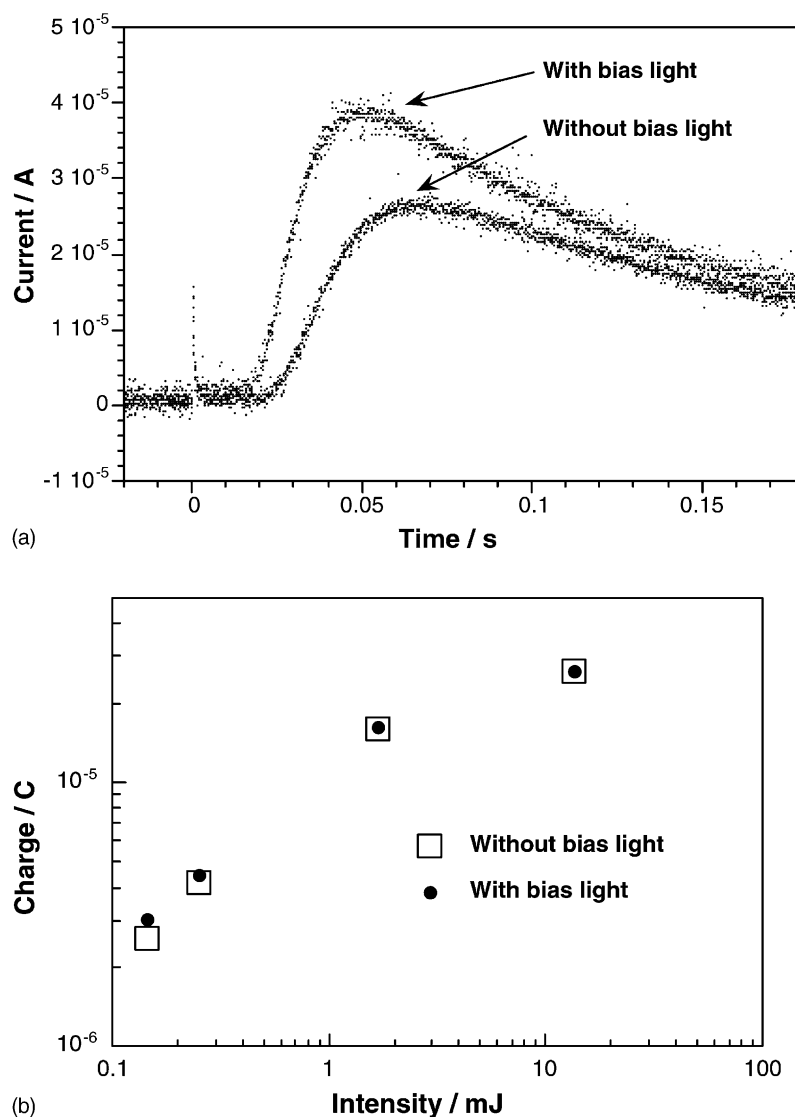 5 10⁻⁵
4 10⁻⁵
3 10⁻⁵
2 10⁻⁵
1 10⁻⁵
0
-1 10⁻⁵
Current / A
With bias light
Without bias light
0 0.05 0.1 0.15
Time / s
(a)
10⁻⁵
10⁻⁶
Charge / C
Without bias light
With bias light
0.1 1 10 100
Intensity / mJ
(b)